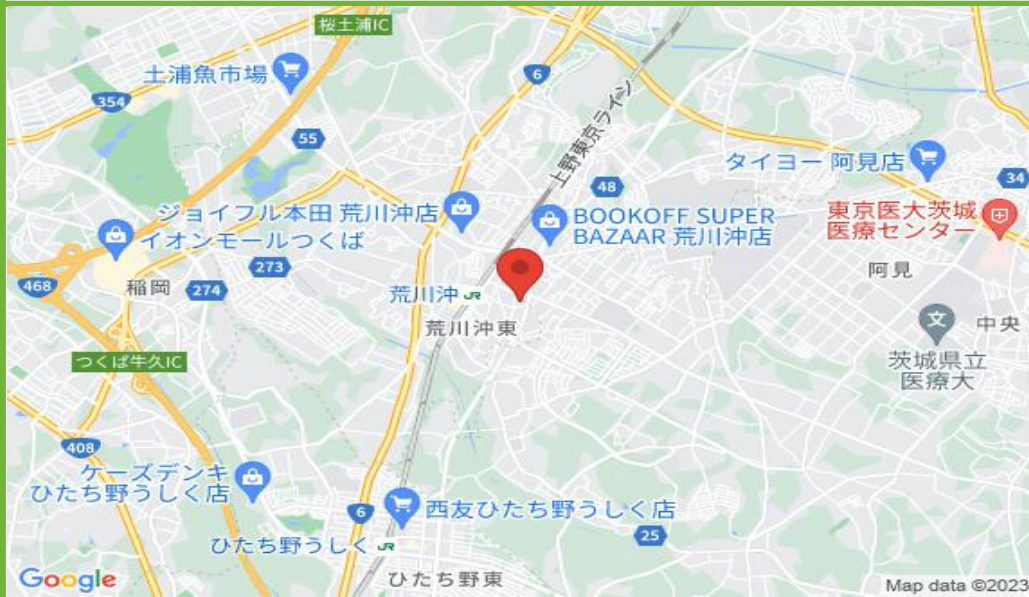 桜土浦IC
土浦魚市場
6
354
55
上野東京ライン
タイヨー 阿見店
48
34
ジョイフル本田 荒川沖店
BOOKOFF SUPER
BAZAAR 荒川沖店
東京医大茨城
医療センター
イオンモールつくば
273
阿見
468
稲岡
274
荒川沖 JR
荒川沖東
文
中央
つくば牛久IC
茨城県立
医療大
408
ケーズデンキ
ひたち野うしく店
6
西友ひたち野うしく店
25
ひたち野うしく JR
ひたち野東
Google
Map data ©2023